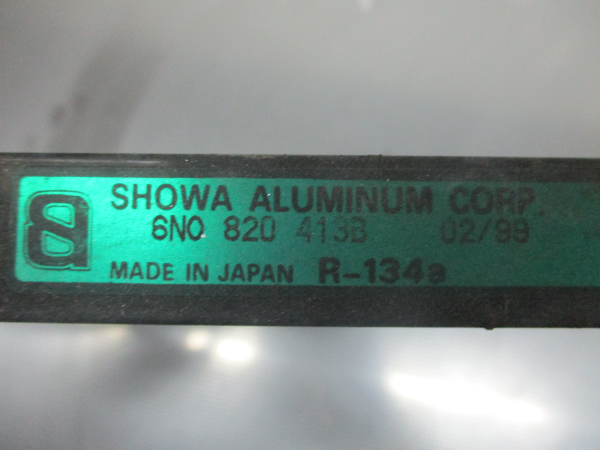 SHOWA ALUMINUM CORP.
6N0 820 413B 02/99
MADE IN JAPAN R-134a